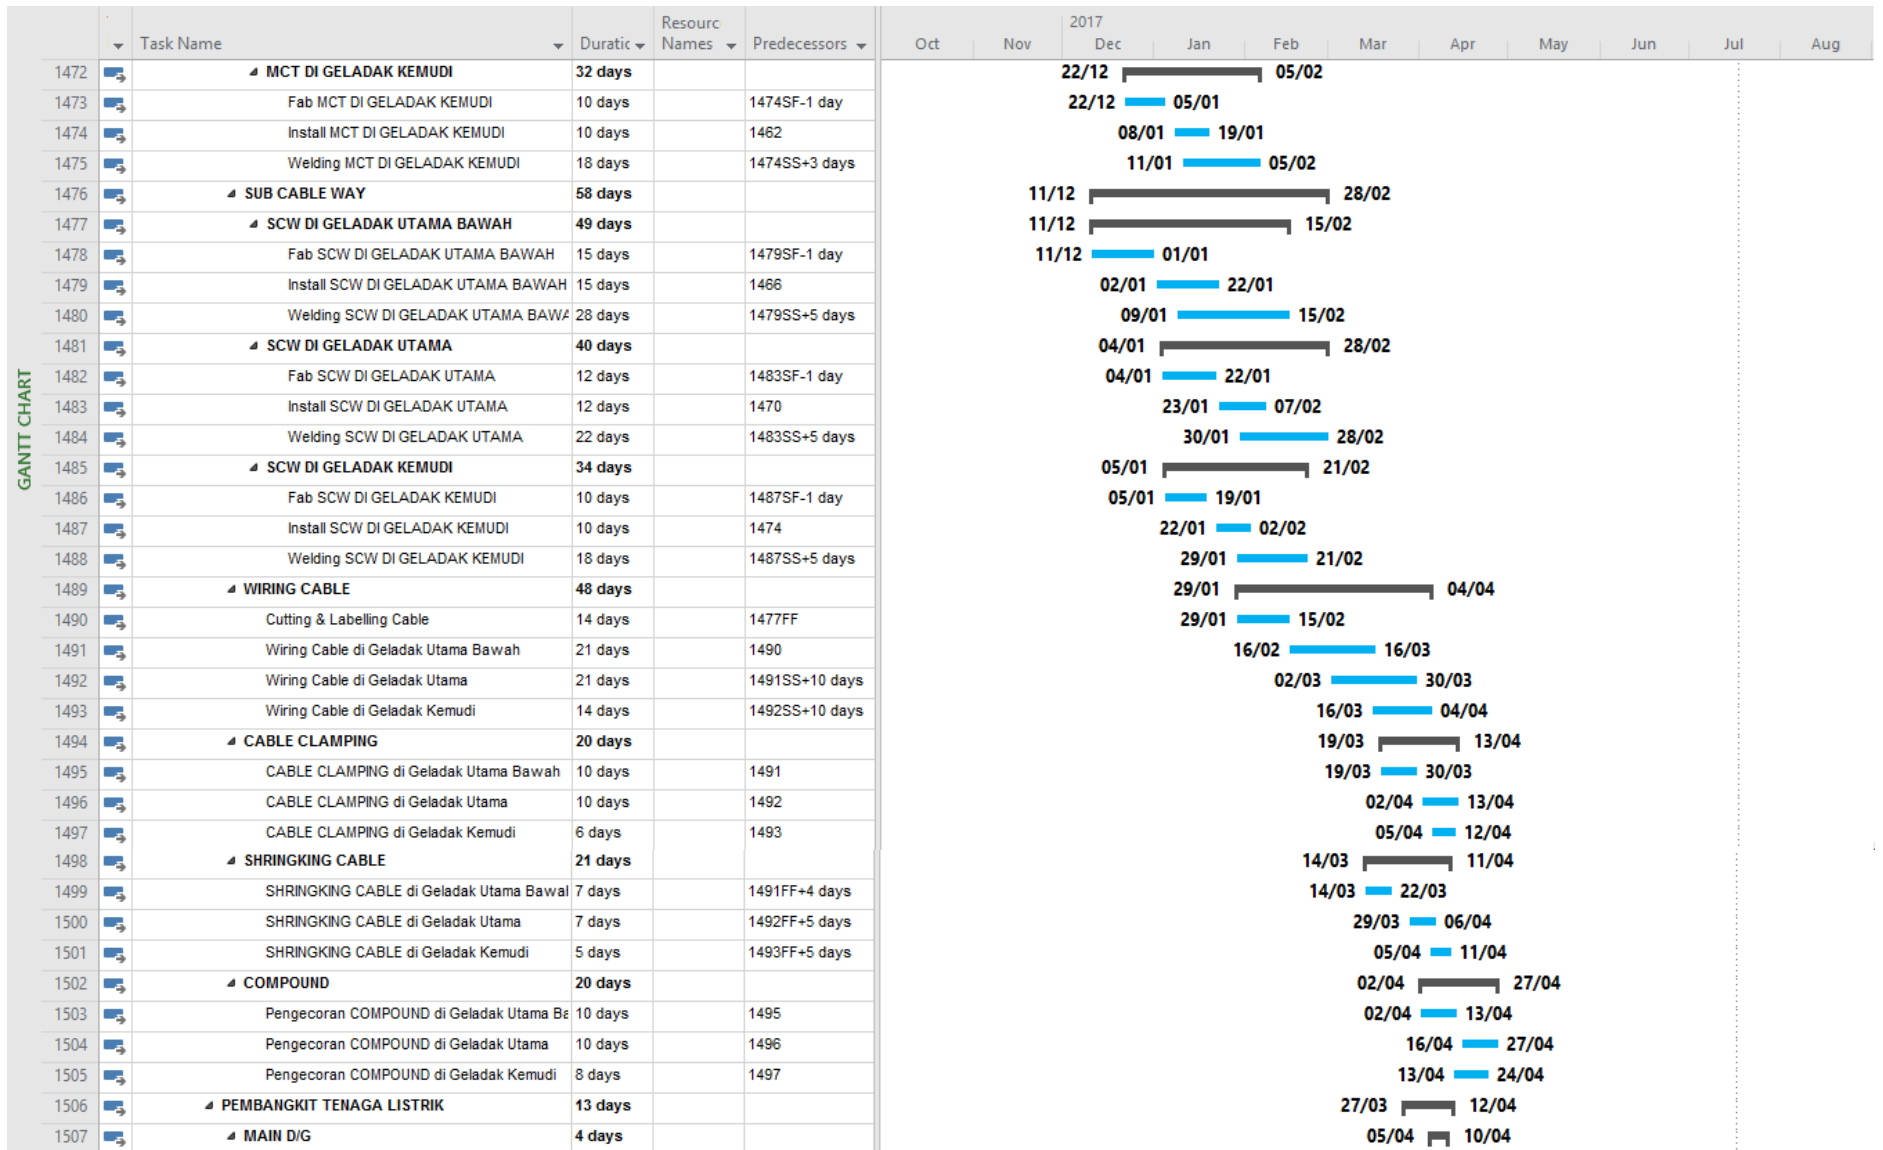 GANTT CHART
2017
Task Name Duratic Resourc Names Predecessors Oct Nov Dec Jan Feb Mar Apr May Jun Jul Aug
1472 MCT DI GELADAK KEMUDI 32 days 22/12 05/02
1473 Fab MCT DI GELADAK KEMUDI 10 days 1474SF-1 day 22/12 05/01
1474 Install MCT DI GELADAK KEMUDI 10 days 1462 08/01 19/01
1475 Welding MCT DI GELADAK KEMUDI 18 days 1474SS+3 days 11/01 05/02
1476 SUB CABLE WAY 58 days 11/12 28/02
1477 SCW DI GELADAK UTAMA BAWAH 49 days 11/12 15/02
1478 Fab SCW DI GELADAK UTAMA BAWAH 15 days 1479SF-1 day 11/12 01/01
1479 Install SCW DI GELADAK UTAMA BAWAH 15 days 1466 02/01 22/01
1480 Welding SCW DI GELADAK UTAMA BAWA 28 days 1479SS+5 days 09/01 15/02
1481 SCW DI GELADAK UTAMA 40 days 04/01 28/02
1482 Fab SCW DI GELADAK UTAMA 12 days 1483SF-1 day 04/01 22/01
1483 Install SCW DI GELADAK UTAMA 12 days 1470 23/01 07/02
1484 Welding SCW DI GELADAK UTAMA 22 days 1483SS+5 days 30/01 28/02
1485 SCW DI GELADAK KEMUDI 34 days 05/01 21/02
1486 Fab SCW DI GELADAK KEMUDI 10 days 1487SF-1 day 05/01 19/01
1487 Install SCW DI GELADAK KEMUDI 10 days 1474 22/01 02/02
1488 Welding SCW DI GELADAK KEMUDI 18 days 1487SS+5 days 29/01 21/02
1489 WIRING CABLE 48 days 29/01 04/04
1490 Cutting & Labelling Cable 14 days 1477FF 29/01 15/02
1491 Wiring Cable di Geladak Utama Bawah 21 days 1490 16/02 16/03
1492 Wiring Cable di Geladak Utama 21 days 1491SS+10 days 02/03 30/03
1493 Wiring Cable di Geladak Kemudi 14 days 1492SS+10 days 16/03 04/04
1494 CABLE CLAMPING 20 days 19/03 13/04
1495 CABLE CLAMPING di Geladak Utama Bawah 10 days 1491 19/03 30/03
1496 CABLE CLAMPING di Geladak Utama 10 days 1492 02/04 13/04
1497 CABLE CLAMPING di Geladak Kemudi 6 days 1493 05/04 12/04
1498 SHRINGKING CABLE 21 days 14/03 11/04
1499 SHRINGKING CABLE di Geladak Utama Bawal 7 days 1491FF+4 days 14/03 22/03
1500 SHRINGKING CABLE di Geladak Utama 7 days 1492FF+5 days 29/03 06/04
1501 SHRINGKING CABLE di Geladak Kemudi 5 days 1493FF+5 days 05/04 11/04
1502 COMPOUND 20 days 02/04 27/04
1503 Pengecoran COMPOUND di Geladak Utama Ba 10 days 1495 02/04 13/04
1504 Pengecoran COMPOUND di Geladak Utama 10 days 1496 16/04 27/04
1505 Pengecoran COMPOUND di Geladak Kemudi 8 days 1497 13/04 24/04
1506 PEMBANGKIT TENAGA LISTRIK 13 days 27/03 12/04
1507 MAIN D/G 4 days 05/04 10/04